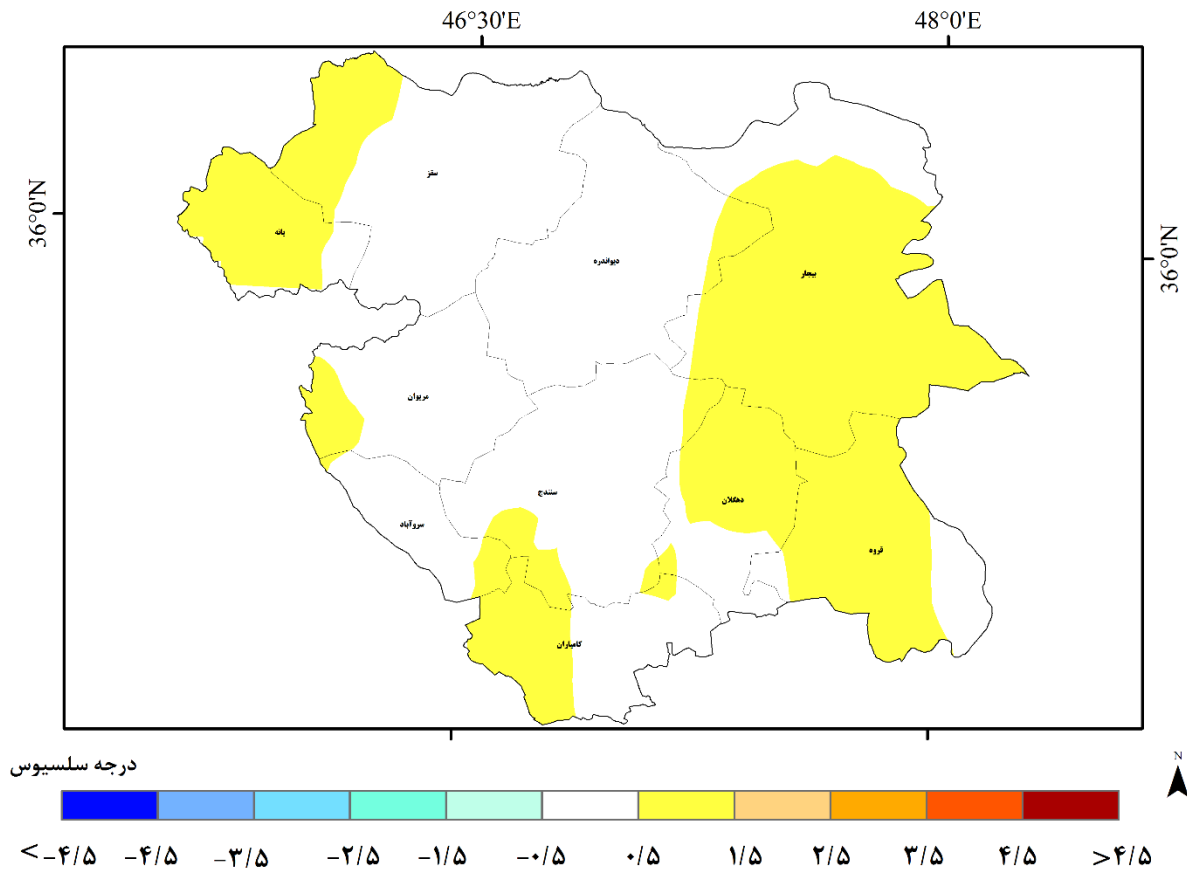 46°30'E 48°0'E
36°0'N
36°0'N
سقز
بانه
دیواندره
بیجار
مریوان
سنندج
دهگلان
سروآباد
قروه
کامیاران
درجه سلسیوس
N
<-۴/۵ -۴/۵ -۳/۵ -۲/۵ -۱/۵ -۰/۵ ۰/۵ ۱/۵ ۲/۵ ۳/۵ ۴/۵ >۴/۵